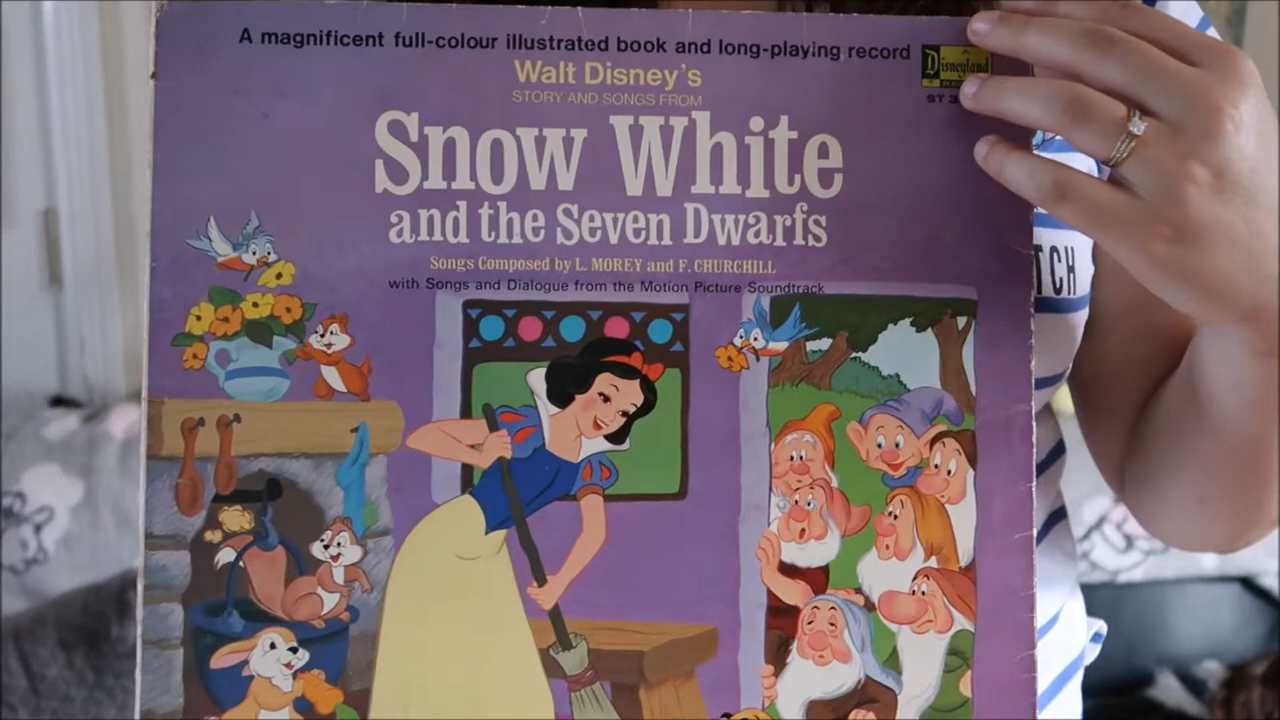 A magnificent full-colour illustrated book and long-playing record
Disneyland
Walt Disney's
STORY AND SONGS FROM
ST 3
Snow White
and the Seven Dwarfs
Songs Composed by L. MOREY and F. CHURCHILL
with Songs and Dialogue from the Motion Picture Soundtrack
TCH